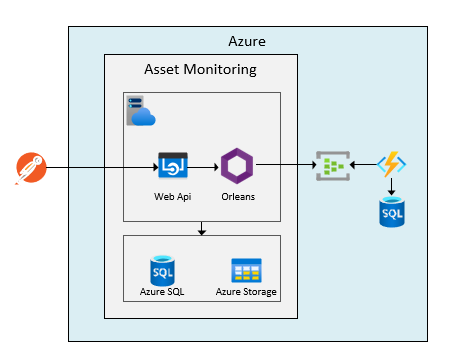 Azure
Asset Monitoring
Web Api
Orleans
SQL
Azure SQL
Azure Storage
SQL